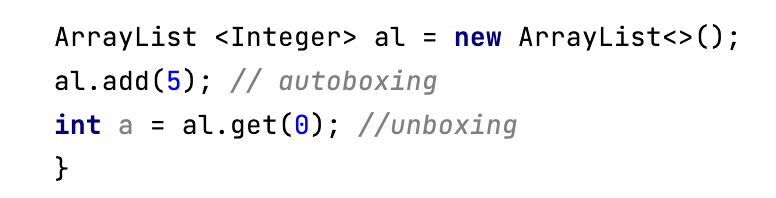 ArrayList <Integer> al = new ArrayList<>();
al.add(5); // autoboxing
int a = al.get(0); //unboxing
}